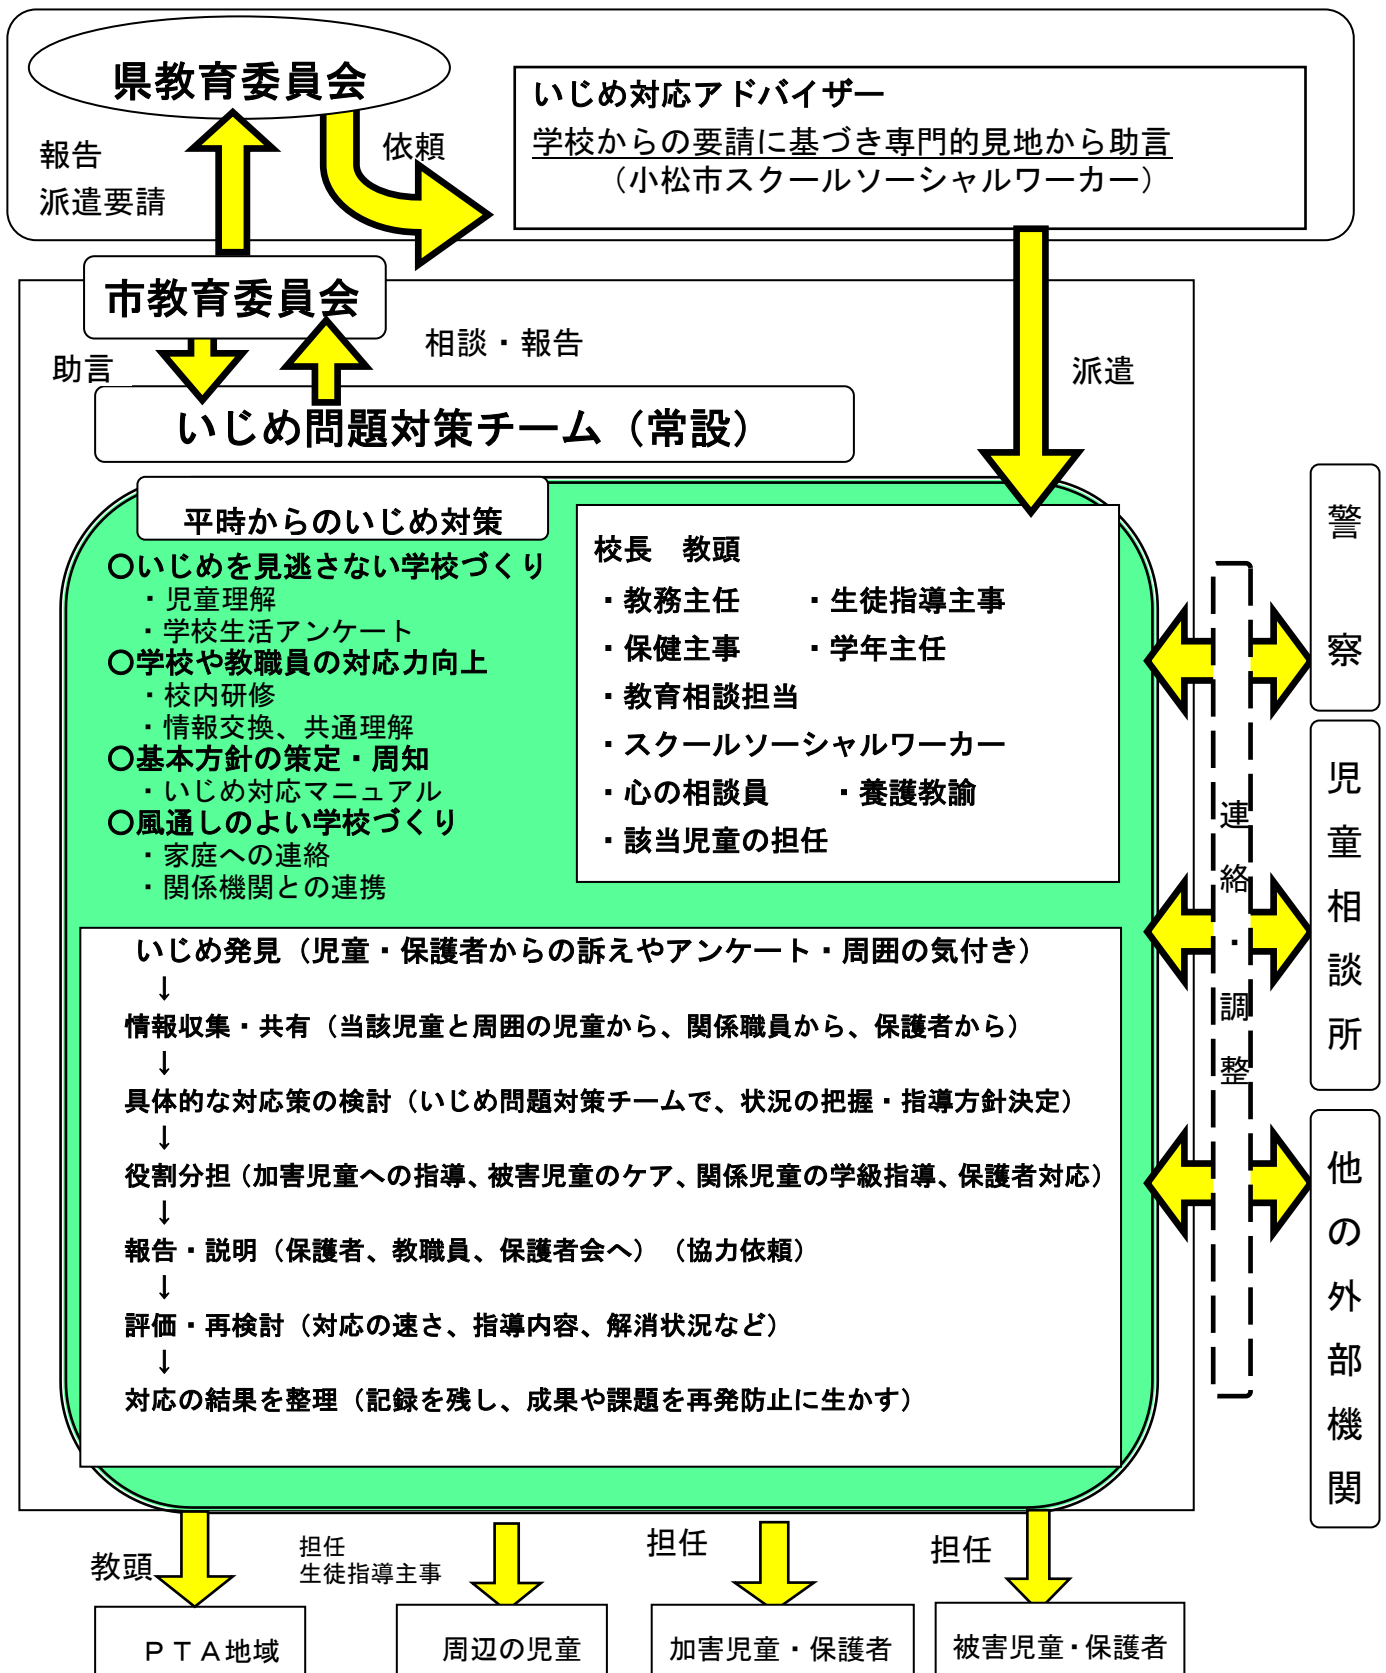 県教育委員会
報告
派遣要請
依頼
いじめ対応アドバイザー
学校からの要請に基づき専門的見地から助言
（小松市スクールソーシャルワーカー）
市教育委員会
助言
相談・報告
派遣
いじめ問題対策チーム（常設）
平時からのいじめ対策
〇いじめを見逃さない学校づくり
・児童理解
・学校生活アンケート
〇学校や教職員の対応力向上
・校内研修
・情報交換、共通理解
〇基本方針の策定・周知
・いじめ対応マニュアル
〇風通しのよい学校づくり
・家庭への連絡
・関係機関との連携
校長　教頭
・教務主任　　・生徒指導主事
・保健主事　　・学年主任
・教育相談担当
・スクールソーシャルワーカー
・心の相談員　　・養護教諭
・該当児童の担任
いじめ発見（児童・保護者からの訴えやアンケート・周囲の気付き）
↓
情報収集・共有（当該児童と周囲の児童から、関係職員から、保護者から）
↓
具体的な対応策の検討（いじめ問題対策チームで、状況の把握・指導方針決定）
↓
役割分担（加害児童への指導、被害児童のケア、関係児童の学級指導、保護者対応）
↓
報告・説明（保護者、教職員、保護者会へ）（協力依頼）
↓
評価・再検討（対応の速さ、指導内容、解消状況など）
↓
対応の結果を整理（記録を残し、成果や課題を再発防止に生かす）
連絡・調整
警察
児童相談所
他の外部機関
教頭
担任
生徒指導主事
担任
担任
ＰＴＡ地域
周辺の児童
加害児童・保護者
被害児童・保護者